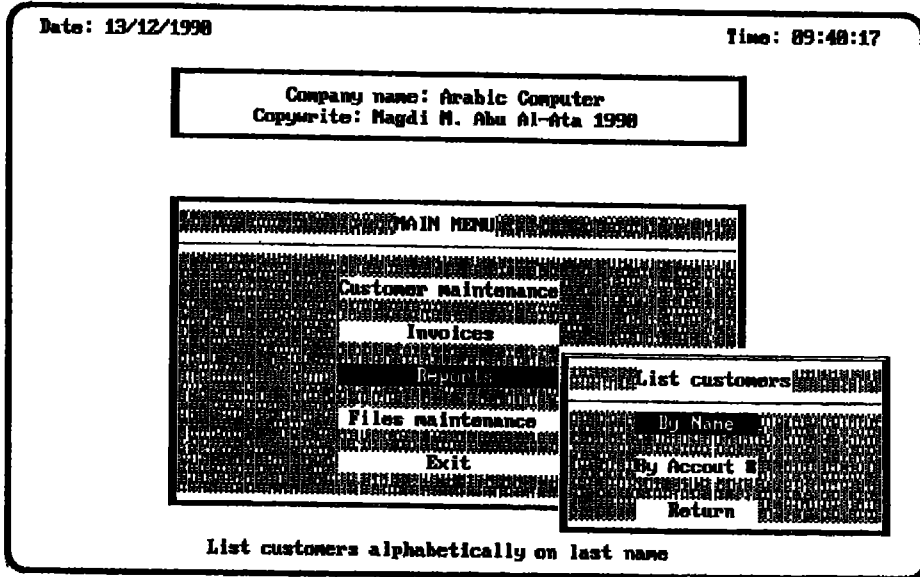 Date: 13/12/1990
Time: 09:40:17
Company name: Arabic Computer
Copywrite: Magdi M. Abu Al-Ata 1990
MAIN MENU
Customer maintenance
Invoices
Reports
Files maintenance
Exit
List customers
By Name
By Accout #
Return
List customers alphabetically on last name